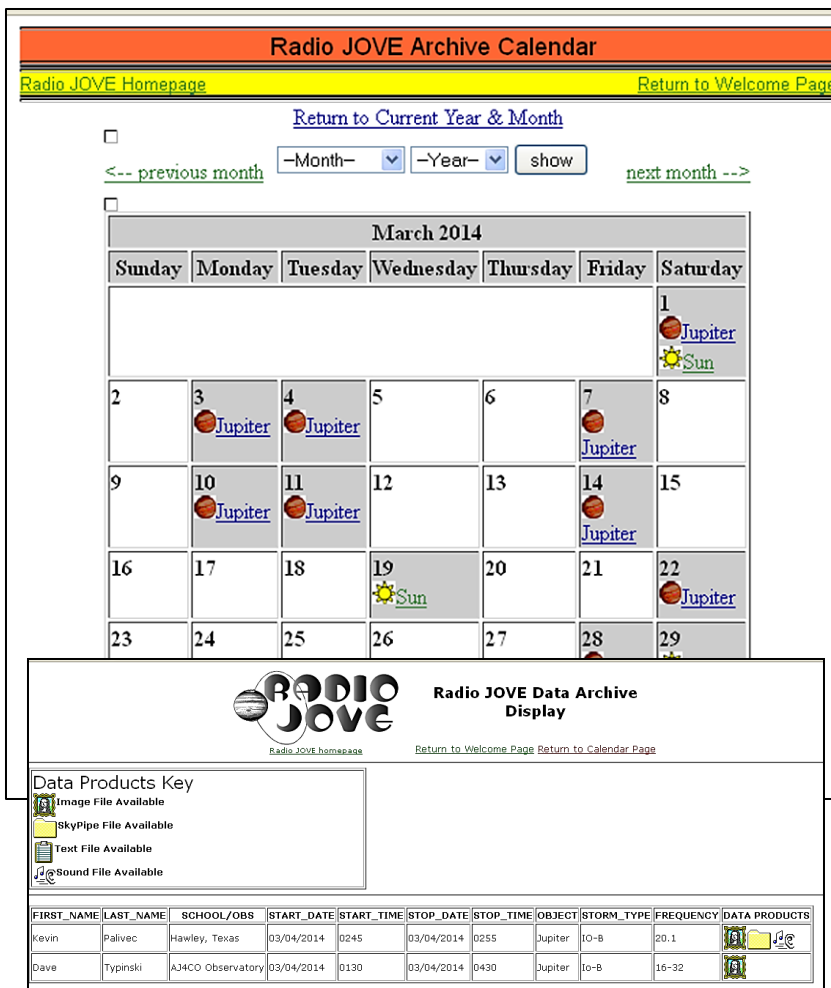 Radio JOVE Archive Calendar
Radio JOVE Homepage Return to Welcome Page
Return to Current Year & Month
<-- previous month –Month– –Year– show next month -->
March 2014
Sunday Monday Tuesday Wednesday Thursday Friday Saturday
1
Jupiter
Sun
2 3 4 5 6 7 8
Jupiter Jupiter
Jupiter
9 10 11 12 13 14 15
Jupiter Jupiter
Jupiter
16 17 18 19 20 21 22
Sun Jupiter
23 24 25 26 27 28 29
RADIO
JOVE
Radio JOVE Data Archive
Display
Radio JOVE homepage Return to Welcome Page Return to Calendar Page
Data Products Key
Image File Available
SkyPipe File Available
Text File Available
Sound File Available
FIRST_NAME LAST_NAME SCHOOL/OBS START_DATE START_TIME STOP_DATE STOP_TIME OBJECT STORM_TYPE FREQUENCY DATA PRODUCTS
Kevin Palivec Hawley, Texas 03/04/2014 0245 03/04/2014 0255 Jupiter IO-B 20.1
Dave Typinski AJ4CO Observatory 03/04/2014 0130 03/04/2014 0430 Jupiter Io-B 16-32